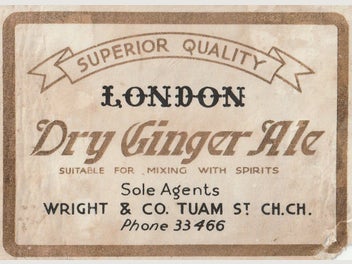 SUPERIOR QUALITY
LONDON
Dry Ginger Ale
SUITABLE FOR MIXING WITH SPIRITS
Sole Agents
WRIGHT & CO. TUAM ST. CH.CH.
Phone 33466